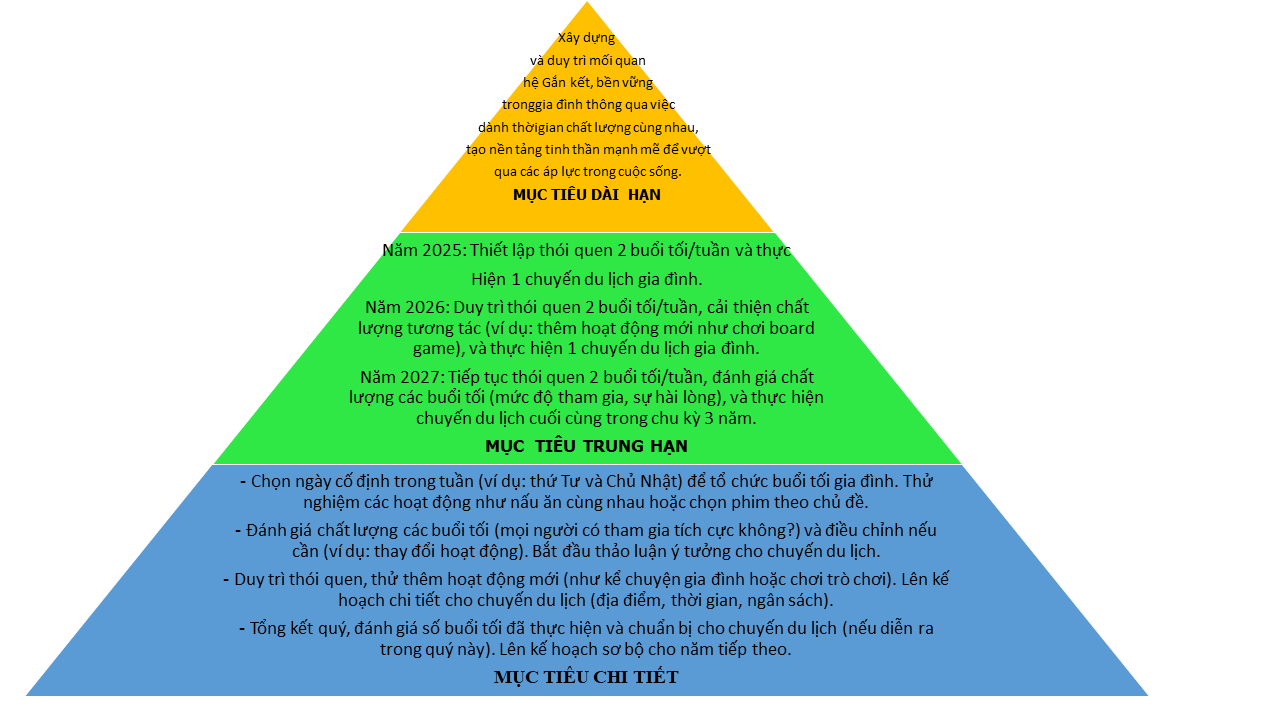 Xây dựng
và duy trì mối quan
hệ Gắn kết, bền vững
tronggia đình thông qua việc
dành thờigian chất lượng cùng nhau,
tạo nền tảng tinh thần mạnh mẽ để vượt
qua các áp lực trong cuộc sống.
MỤC TIÊU DÀI HẠN
Năm 2025: Thiết lập thói quen 2 buổi tối/tuần và thực
Hiện 1 chuyến du lịch gia đình.
Năm 2026: Duy trì thói quen 2 buổi tối/tuần, cải thiện chất
lượng tương tác (ví dụ: thêm hoạt động mới như chơi board
game), và thực hiện 1 chuyến du lịch gia đình.
Năm 2027: Tiếp tục thói quen 2 buổi tối/tuần, đánh giá chất
lượng các buổi tối (mức độ tham gia, sự hài lòng), và thực hiện
chuyến du lịch cuối cùng trong chu kỳ 3 năm.
MỤC TIÊU TRUNG HẠN
- Chọn ngày cố định trong tuần (ví dụ: thứ Tư và Chủ Nhật) để tổ chức buổi tối gia đình. Thử
nghiệm các hoạt động như nấu ăn cùng nhau hoặc chọn phim theo chủ đề.
- Đánh giá chất lượng các buổi tối (mọi người có tham gia tích cực không?) và điều chỉnh nếu
cần (ví dụ: thay đổi hoạt động). Bắt đầu thảo luận ý tưởng cho chuyến du lịch.
- Duy trì thói quen, thử thêm hoạt động mới (như kể chuyện gia đình hoặc chơi trò chơi). Lên kế
hoạch chi tiết cho chuyến du lịch (địa điểm, thời gian, ngân sách).
- Tổng kết quý, đánh giá số buổi tối đã thực hiện và chuẩn bị cho chuyến du lịch (nếu diễn ra
trong quý này). Lên kế hoạch sơ bộ cho năm tiếp theo.
MỤC TIÊU CHI TIẾT